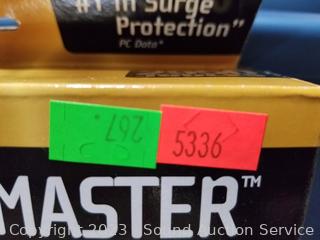 #1 in Surge
Protection"
PC Data*
267.
5336
MASTER™
Copyright 2023 Sound Auction Service